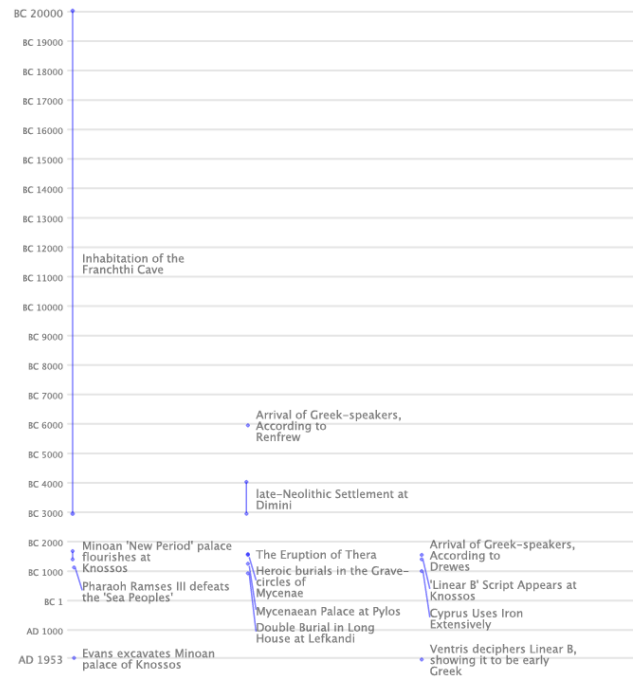 BC 20000
BC 19000
BC 18000
BC 17000
BC 16000
BC 15000
BC 14000
BC 13000
BC 12000
Inhabitation of the
Franchthi Cave
BC 11000
BC 10000
BC 9000
BC 8000
BC 7000
BC 6000
Arrival of Greek-speakers,
According to
Renfrew
BC 5000
BC 4000
late-Neolithic Settlement at
Dimini
BC 3000
BC 2000
Minoan 'New Period' palace
flourishes at
Knossos
The Eruption of Thera
Arrival of Greek-speakers,
According to
Drewes
BC 1000
Pharaoh Ramses III defeats
the 'Sea Peoples'
Heroic burials in the Grave-
circles of
Mycenae
'Linear B' Script Appears at
Knossos
BC 1
Mycenaean Palace at Pylos
Cyprus Uses Iron
Extensively
AD 1000
Double Burial in Long
House at Lefkandi
AD 1953
Evans excavates Minoan
palace of Knossos
Ventris deciphers Linear B,
showing it to be early
Greek